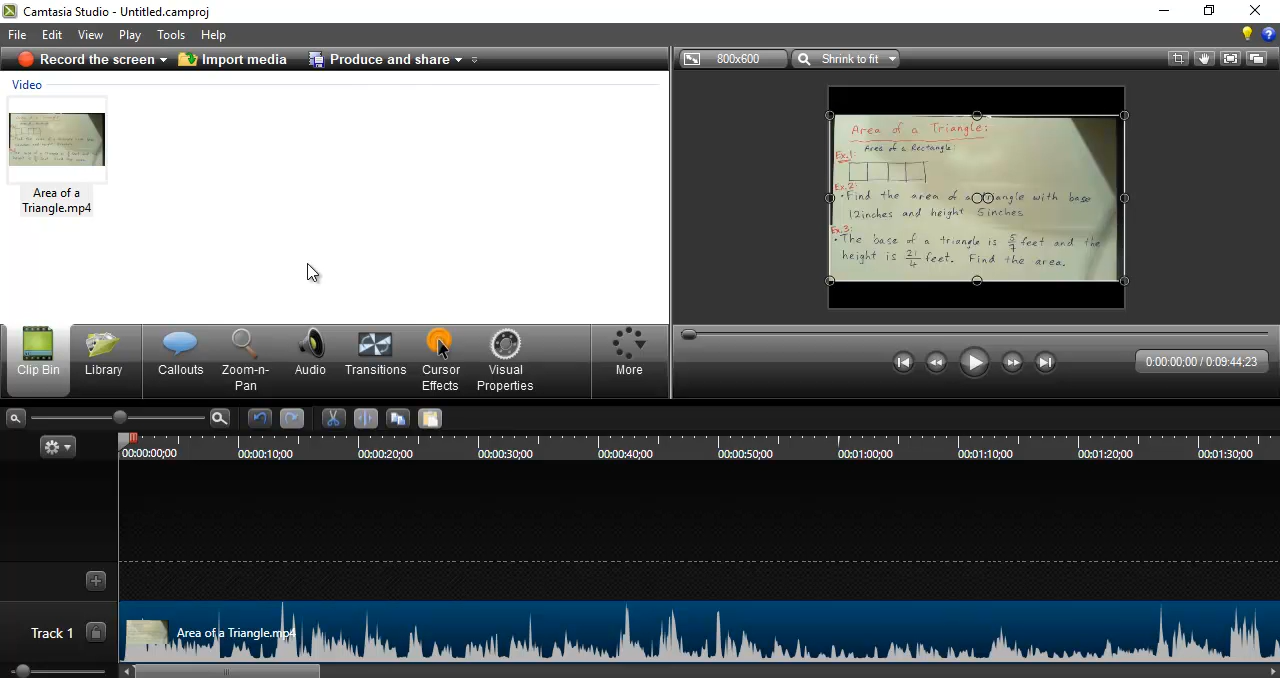 Camtasia Studio - Untitled.camproj
File Edit View Play Tools Help
Record the screen Import media Produce and share
800x600 Shrink to fit
Video
Area of a
Triangle.mp4
Area of a Triangle:
Ex.1: Area of a Rectangle:
Ex.2:
• Find the area of a triangle with base
12inches and height 5inches
Ex.3:
• The base of a triangle is 5/7 feet and the
height is 21/4 feet. Find the area.
Clip Bin Library Callouts Zoom-n-Pan Audio Transitions Cursor Effects Visual Properties More
0:00:00;00 / 0:09:44;23
00:00:00;00 00:00:10;00 00:00:20;00 00:00:30;00 00:00:40;00 00:00:50;00 00:01:00;00 00:01:10;00 00:01:20;00 00:01:30;00
Track 1 Area of a Triangle.mp4